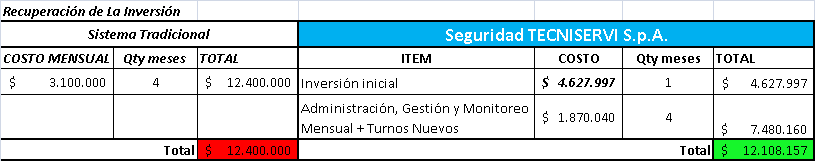 Recuperación de La Inversión
Sistema Tradicional Seguridad TECNISERVI S.p.A.
COSTO MENSUAL Qty meses TOTAL ITEM COSTO Qty meses TOTAL
$ 3.100.000 4 $ 12.400.000 Inversión inicial $ 4.627.997 1 $ 4.627.997
Administración, Gestión y Monitoreo
Mensual + Turnos Nuevos $ 1.870.040 4 $ 7.480.160
Total $ 12.400.000 Total $ 12.108.157